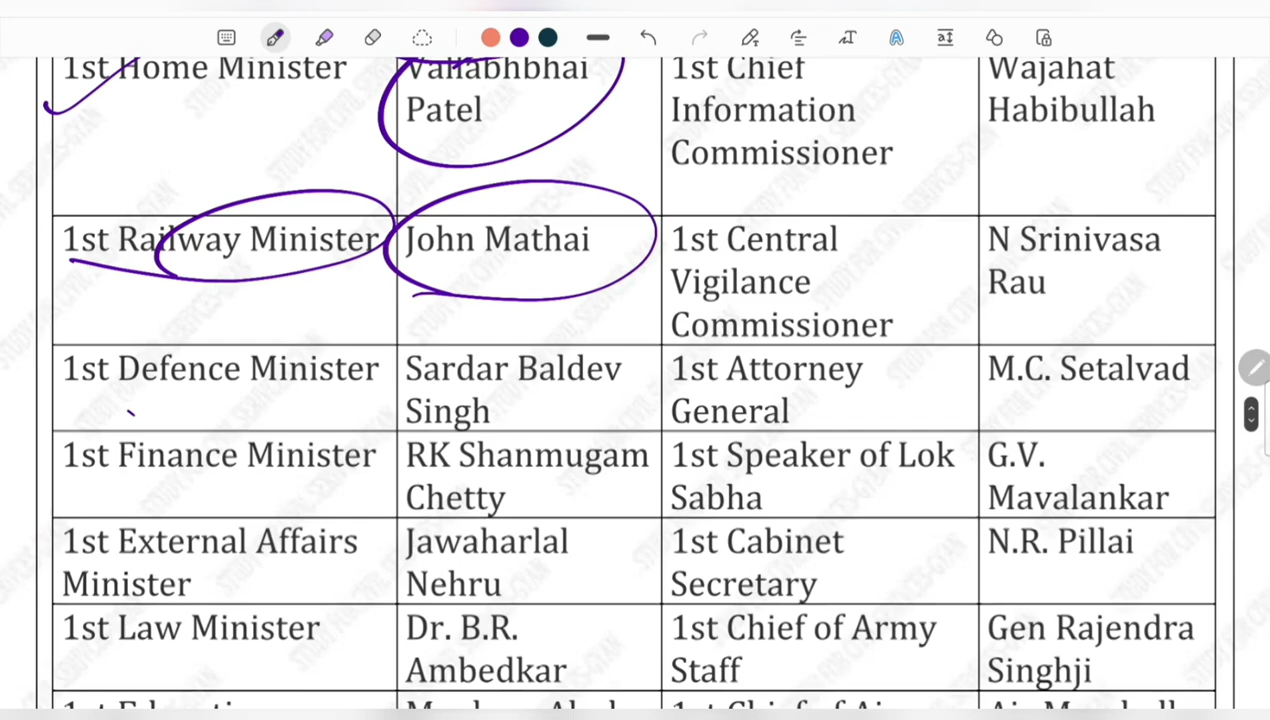 1st Home Minister
Vallabhbhai
Patel
1st Chief
Information
Commissioner
Wajahat
Habibullah
1st Railway Minister
John Mathai
1st Central
Vigilance
Commissioner
N Srinivasa
Rau
1st Defence Minister
Sardar Baldev
Singh
1st Attorney
General
M.C. Setalvad
1st Finance Minister
RK Shanmugam
Chetty
1st Speaker of Lok
Sabha
G.V.
Mavalankar
1st External Affairs
Minister
Jawaharlal
Nehru
1st Cabinet
Secretary
N.R. Pillai
1st Law Minister
Dr. B.R.
Ambedkar
1st Chief of Army
Staff
Gen Rajendra
Singhji